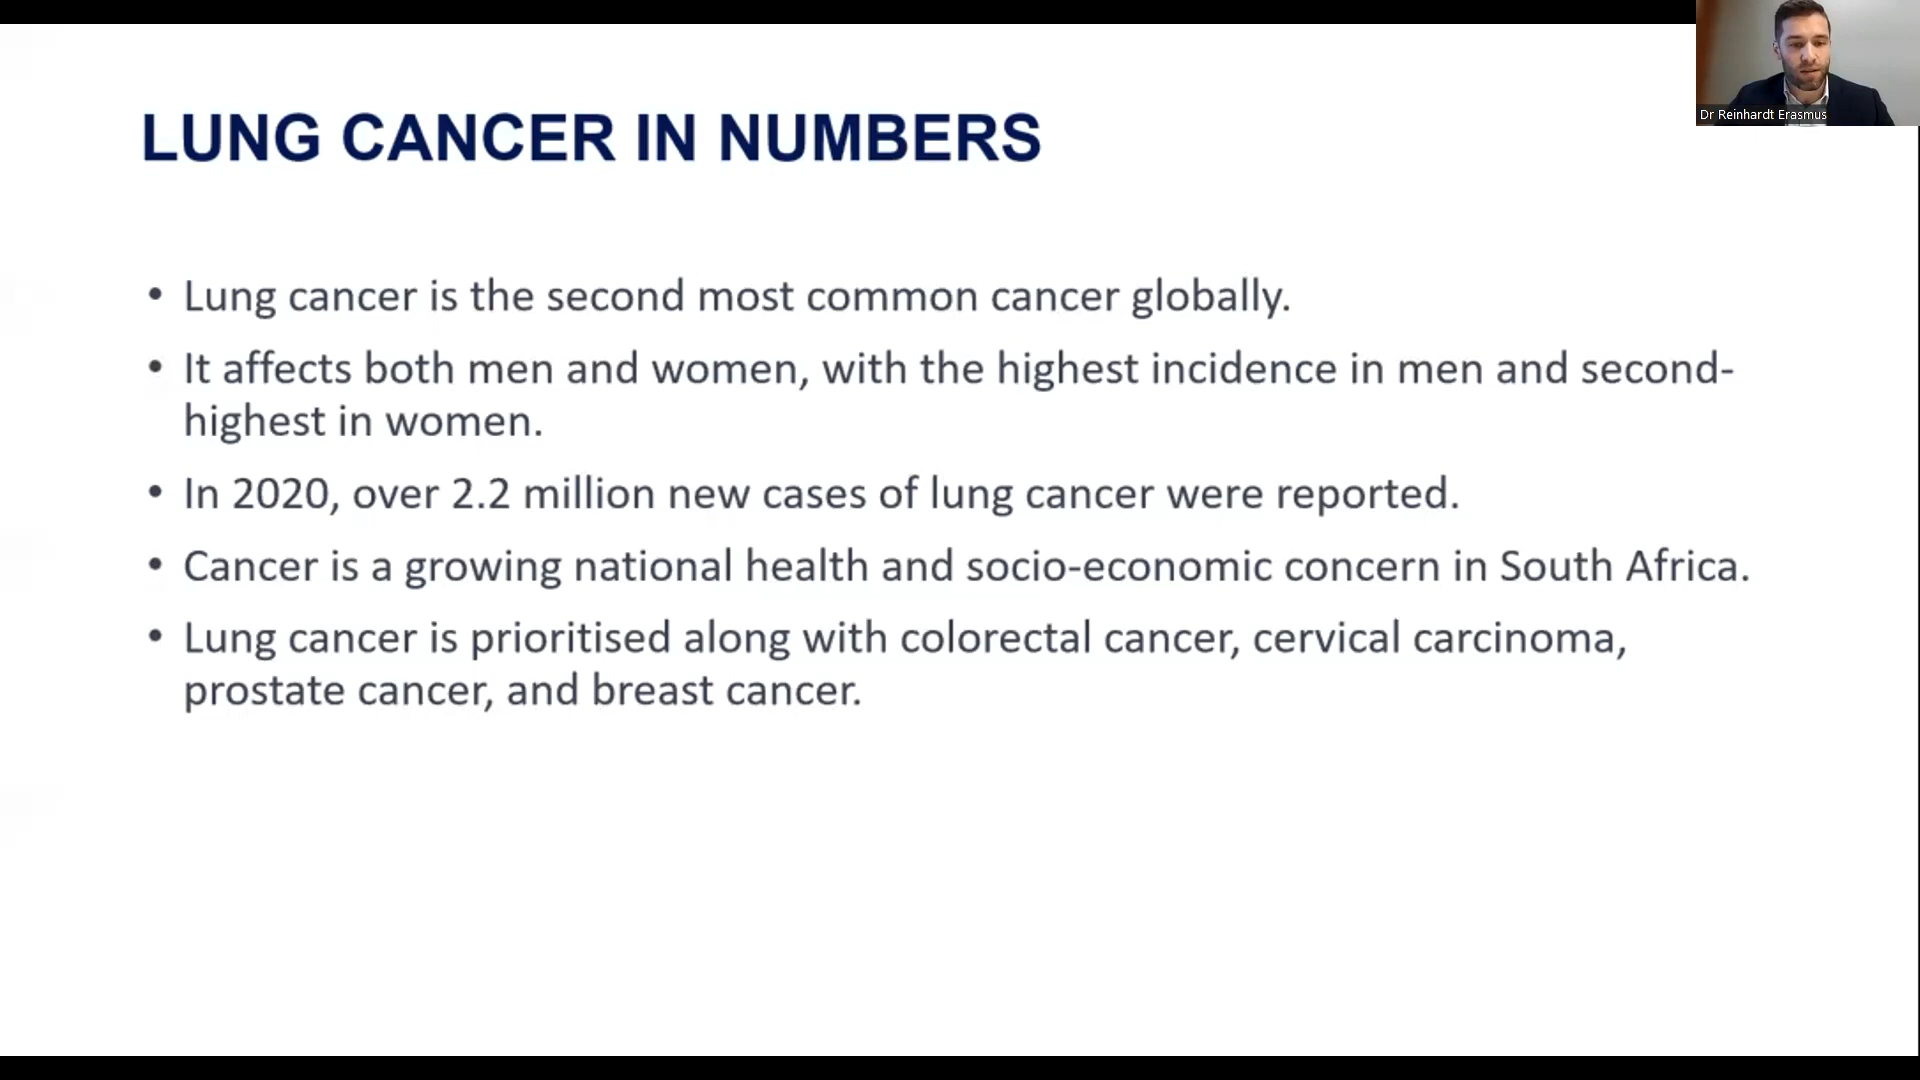 Dr Reinhardt Erasmus
LUNG CANCER IN NUMBERS
• Lung cancer is the second most common cancer globally.
• It affects both men and women, with the highest incidence in men and second-
highest in women.
• In 2020, over 2.2 million new cases of lung cancer were reported.
• Cancer is a growing national health and socio-economic concern in South Africa.
• Lung cancer is prioritised along with colorectal cancer, cervical carcinoma,
prostate cancer, and breast cancer.